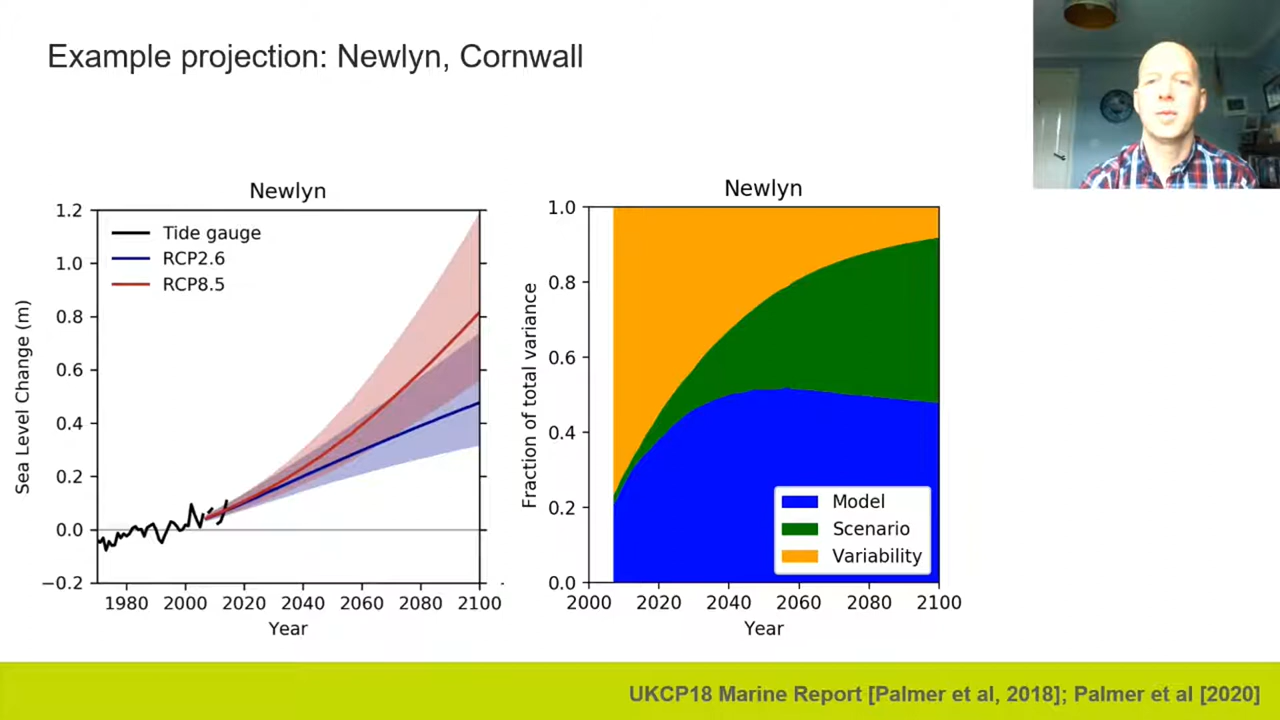 Example projection: Newlyn, Cornwall
Newlyn
1.2
1.0
0.8
0.6
0.4
0.2
0.0
−0.2
Sea Level Change (m)
Tide gauge
RCP2.6
RCP8.5
1980 2000 2020 2040 2060 2080 2100
Year
Newlyn
1.0
0.8
0.6
0.4
0.2
0.0
Fraction of total variance
Model
Scenario
Variability
2000 2020 2040 2060 2080 2100
Year
UKCP18 Marine Report [Palmer et al, 2018]; Palmer et al [2020]